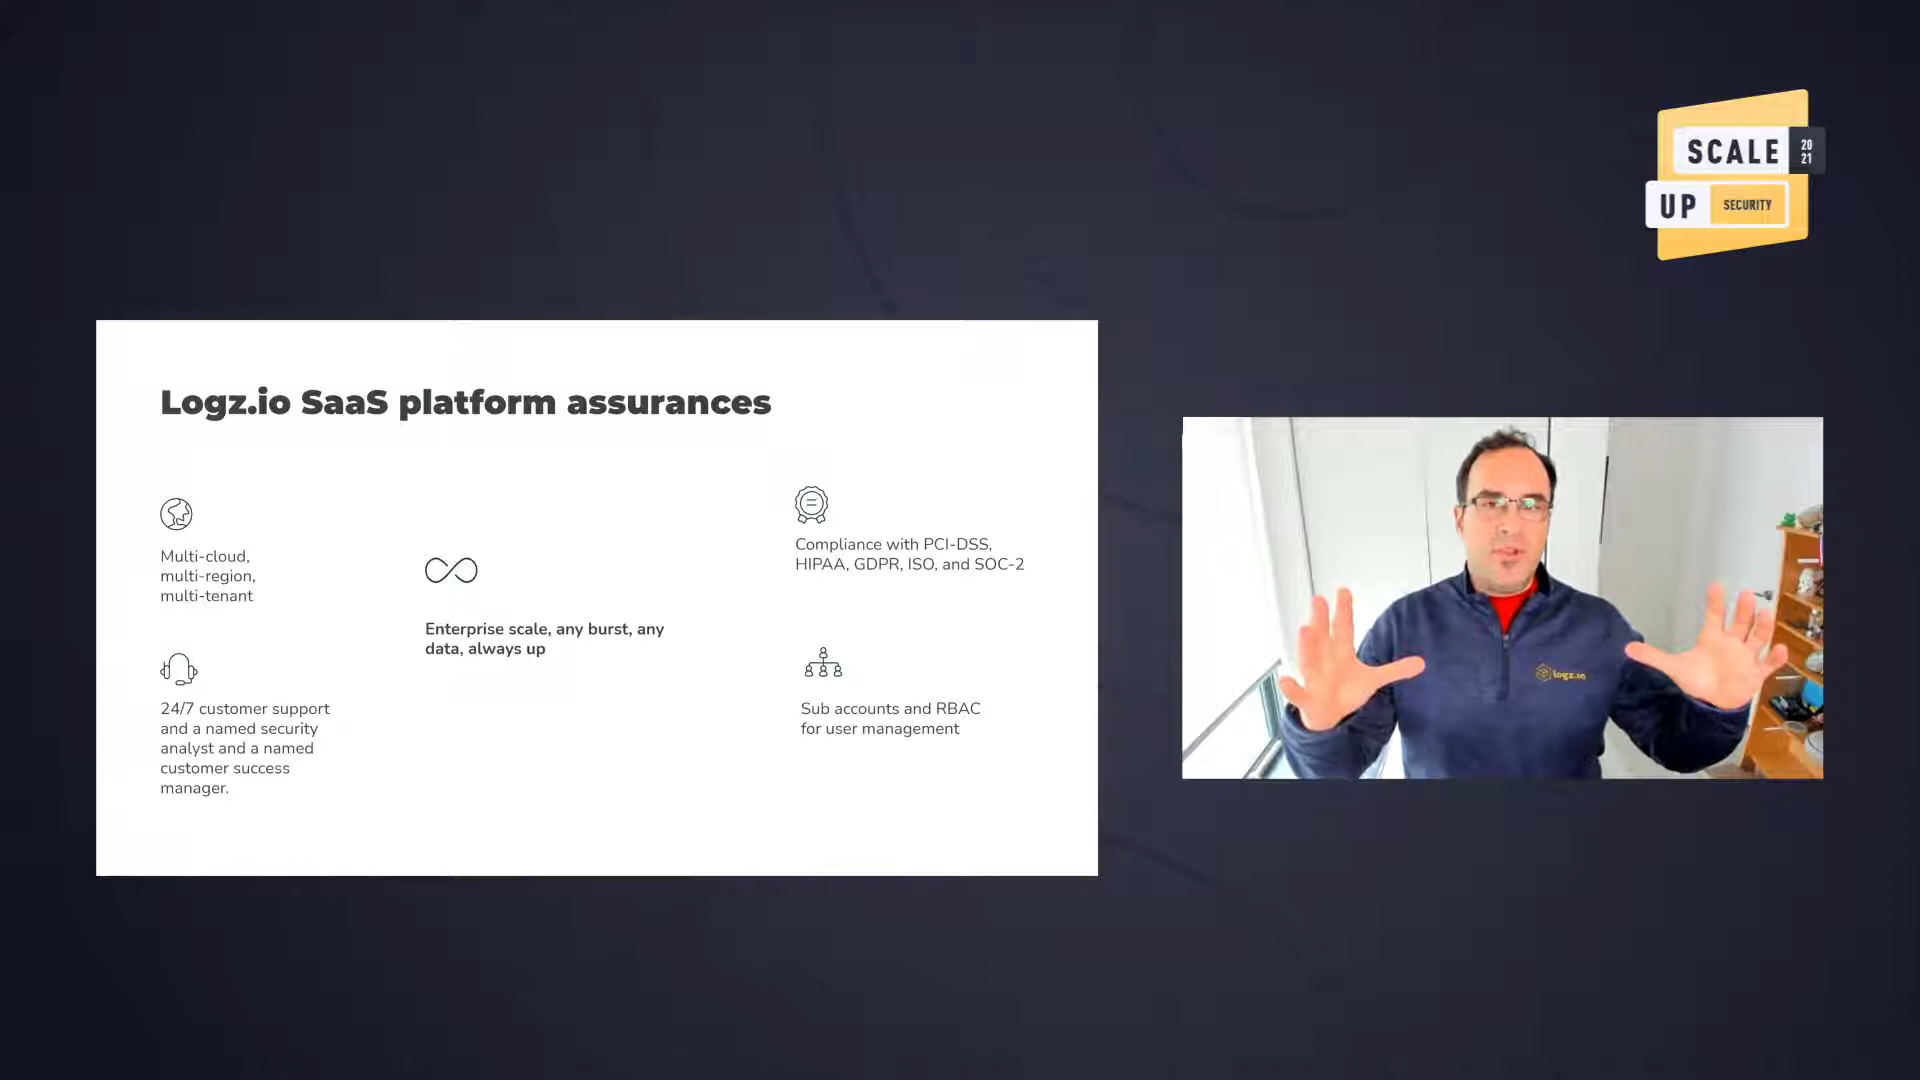 SCALE
20
21
UP
SECURITY
Logz.io SaaS platform assurances
Multi-cloud,
multi-region,
multi-tenant
24/7 customer support
and a named security
analyst and a named
customer success
manager.
Enterprise scale, any burst, any
data, always up
Compliance with PCI-DSS,
HIPAA, GDPR, ISO, and SOC-2
Sub accounts and RBAC
for user management
logz.io